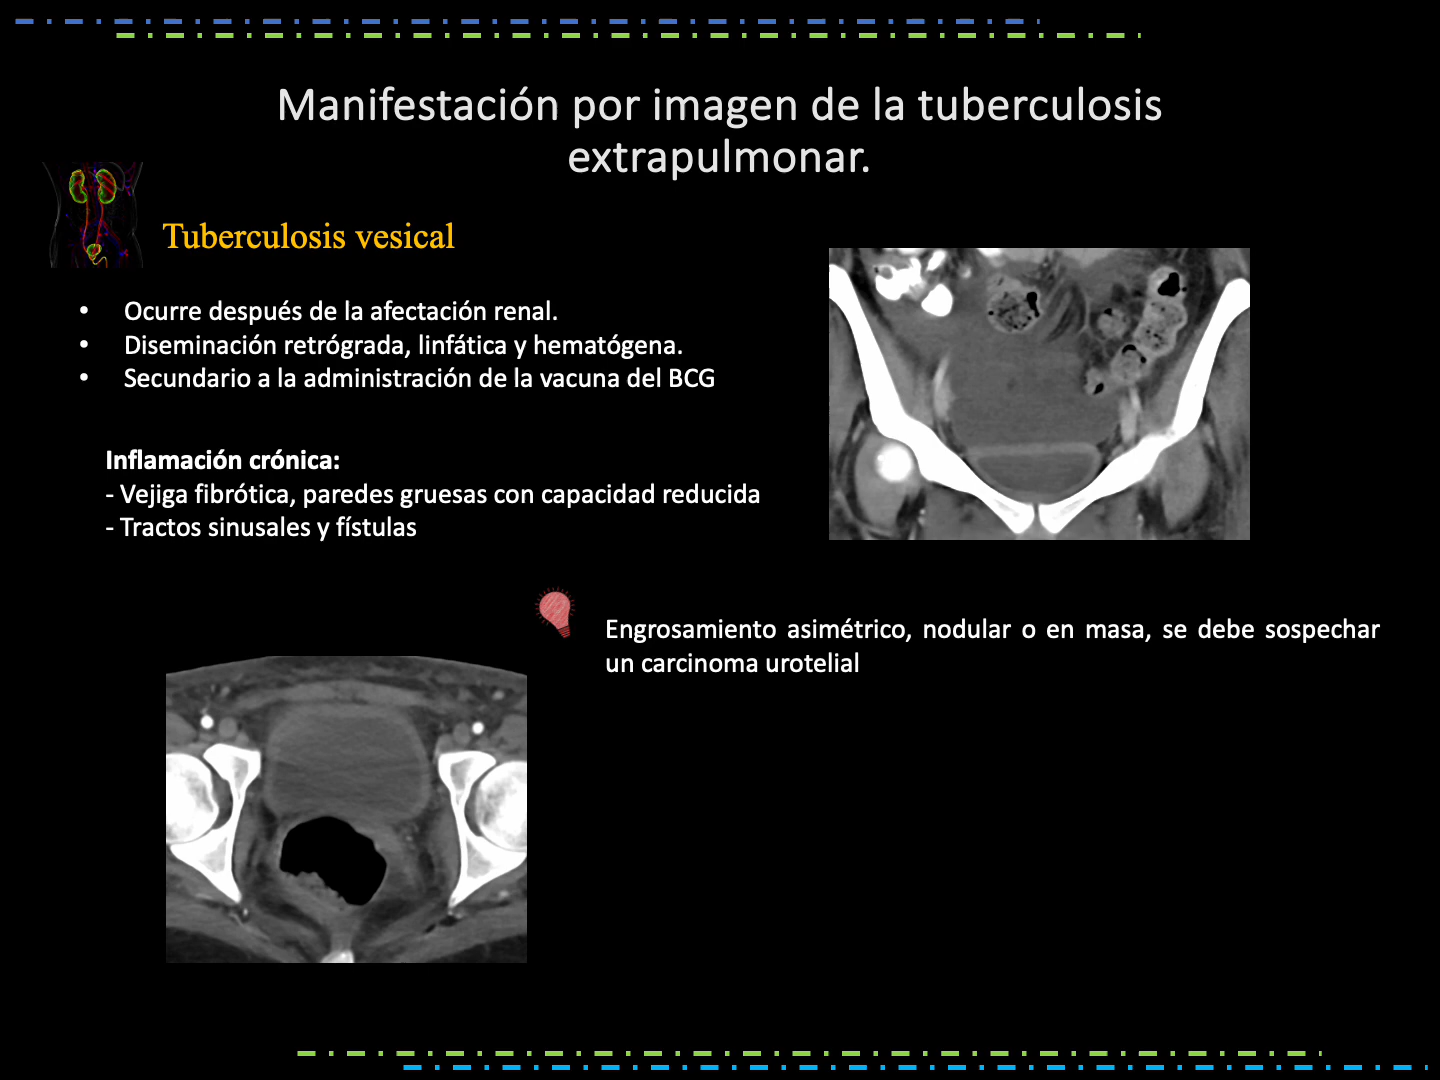 Manifestación por imagen de la tuberculosis
extrapulmonar.
Tuberculosis vesical
• Ocurre después de la afectación renal.
• Diseminación retrógrada, linfática y hematógena.
• Secundario a la administración de la vacuna del BCG
Inflamación crónica:
- Vejiga fibrótica, paredes gruesas con capacidad reducida
- Tractos sinusales y fístulas
Engrosamiento asimétrico, nodular o en masa, se debe sospechar
un carcinoma urotelial